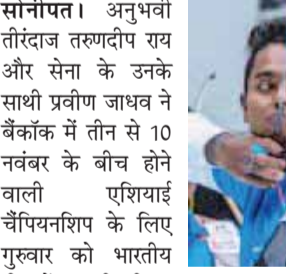 सोनीपत। अनुभवी
तीरंदाज तरुणदीप राय
और सेना के उनके
साथी प्रवीण जाधव ने
बैंकॉक में तीन से 10
नवंबर के बीच होने
वाली एशियाई
चैंपियनशिप के लिए
गुरुवार को भारतीय